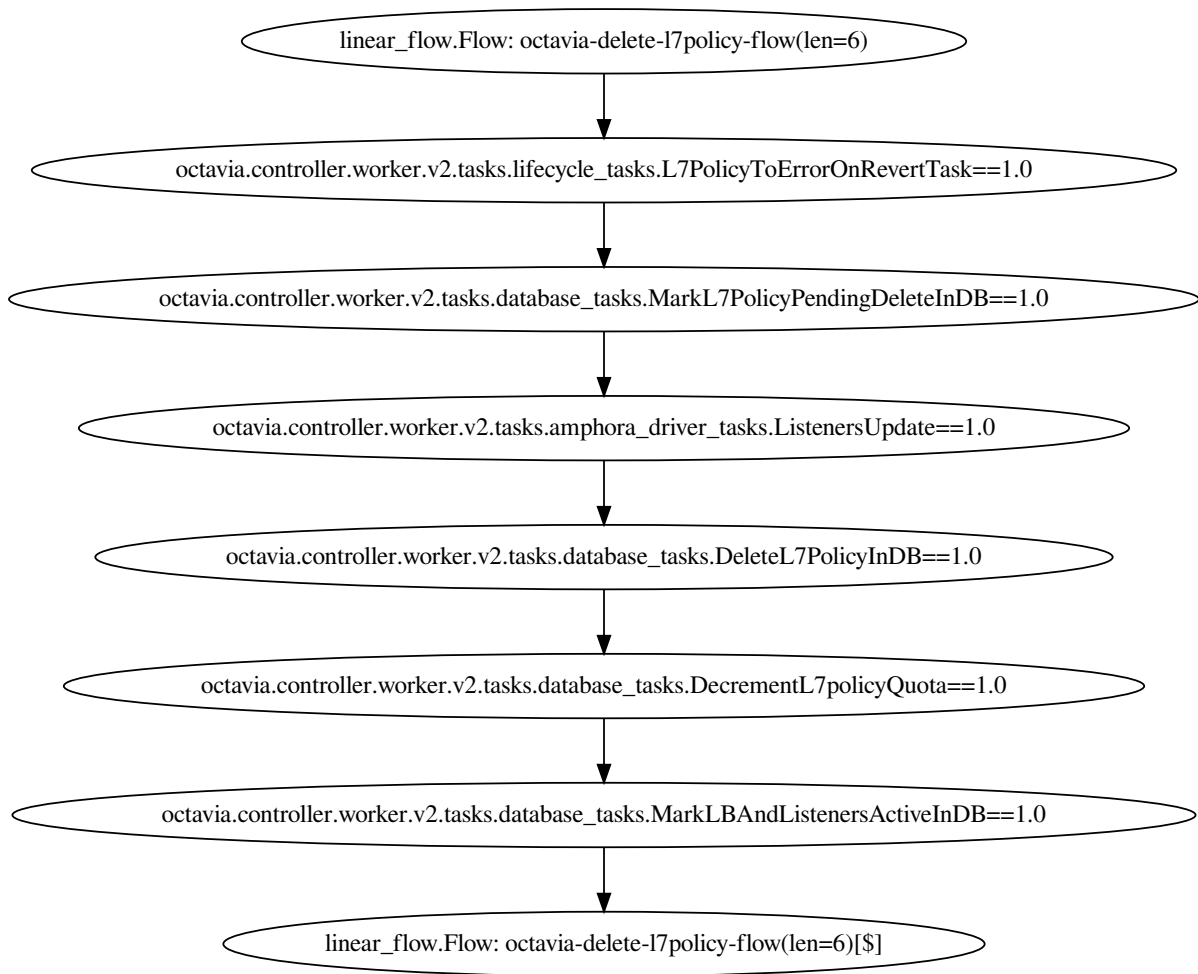 linear_flow.Flow: octavia-delete-l7policy-flow(len=6)
octavia.controller.worker.v2.tasks.lifecycle_tasks.L7PolicyToErrorOnRevertTask==1.0
octavia.controller.worker.v2.tasks.database_tasks.MarkL7PolicyPendingDeleteInDB==1.0
octavia.controller.worker.v2.tasks.amphora_driver_tasks.ListenersUpdate==1.0
octavia.controller.worker.v2.tasks.database_tasks.DeleteL7PolicyInDB==1.0
octavia.controller.worker.v2.tasks.database_tasks.DecrementL7policyQuota==1.0
octavia.controller.worker.v2.tasks.database_tasks.MarkLBAndListenersActiveInDB==1.0
linear_flow.Flow: octavia-delete-l7policy-flow(len=6)[$]